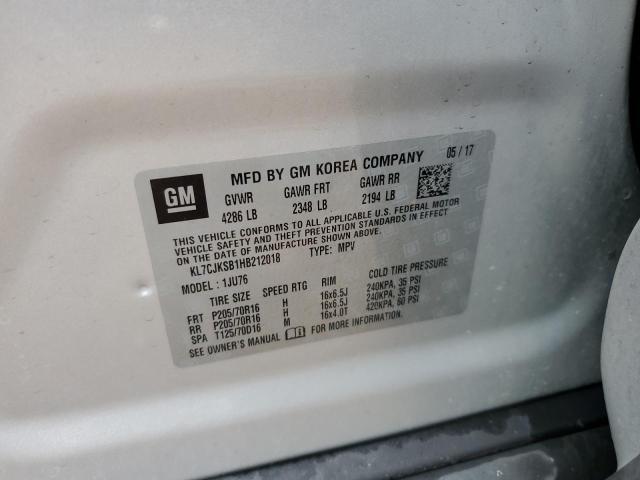 GM
MFD BY GM KOREA COMPANY 05 / 17
GVWR GAWR FRT GAWR RR
4286 LB 2348 LB 2194 LB
THIS VEHICLE CONFORMS TO ALL APPLICABLE U.S. FEDERAL MOTOR
VEHICLE SAFETY AND THEFT PREVENTION STANDARDS IN EFFECT
ON THE DATE OF MANUFACTURE SHOWN ABOVE.
KL7CJKSB1HB212018 TYPE: MPV
MODEL : 1JU76
TIRE SIZE SPEED RTG RIM COLD TIRE PRESSURE
FRT P205/70R16 H 16x6.5J 240KPA, 35 PSI
RR P205/70R16 H 16x6.5J 240KPA, 35 PSI
SPA T125/70D16 M 16x4.0T 420KPA, 60 PSI
SEE OWNER'S MANUAL FOR MORE INFORMATION.